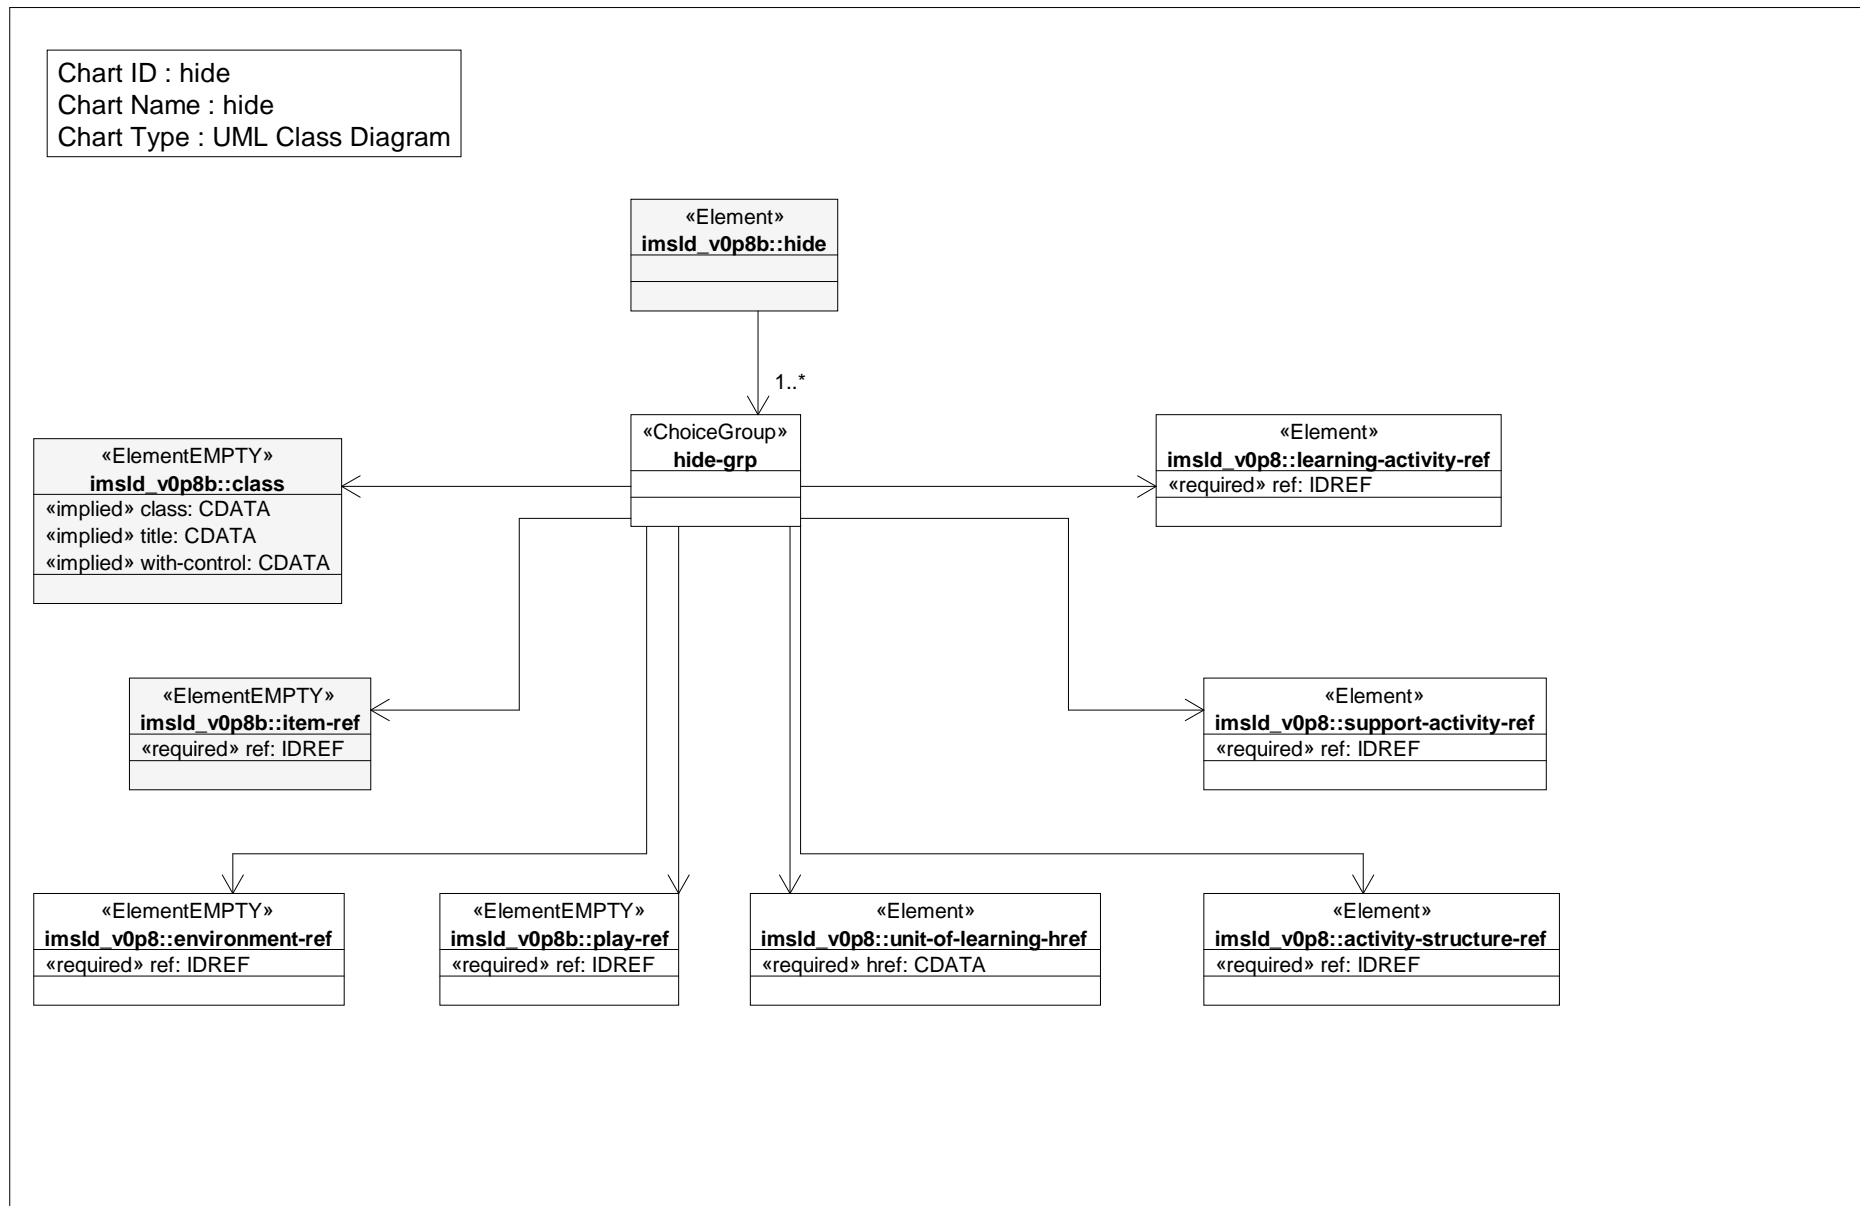 Chart ID : hide
Chart Name : hide
Chart Type : UML Class Diagram
«Element»
imsld_v0p8b::hide
1..*
«ChoiceGroup»
hide-grp
«ElementEMPTY»
imsld_v0p8b::class
«implied» class: CDATA
«implied» title: CDATA
«implied» with-control: CDATA
«Element»
imsld_v0p8::learning-activity-ref
«required» ref: IDREF
«ElementEMPTY»
imsld_v0p8b::item-ref
«required» ref: IDREF
«Element»
imsld_v0p8::support-activity-ref
«required» ref: IDREF
«ElementEMPTY»
imsld_v0p8::environment-ref
«required» ref: IDREF
«ElementEMPTY»
imsld_v0p8b::play-ref
«required» ref: IDREF
«Element»
imsld_v0p8::unit-of-learning-href
«required» href: CDATA
«Element»
imsld_v0p8::activity-structure-ref
«required» ref: IDREF